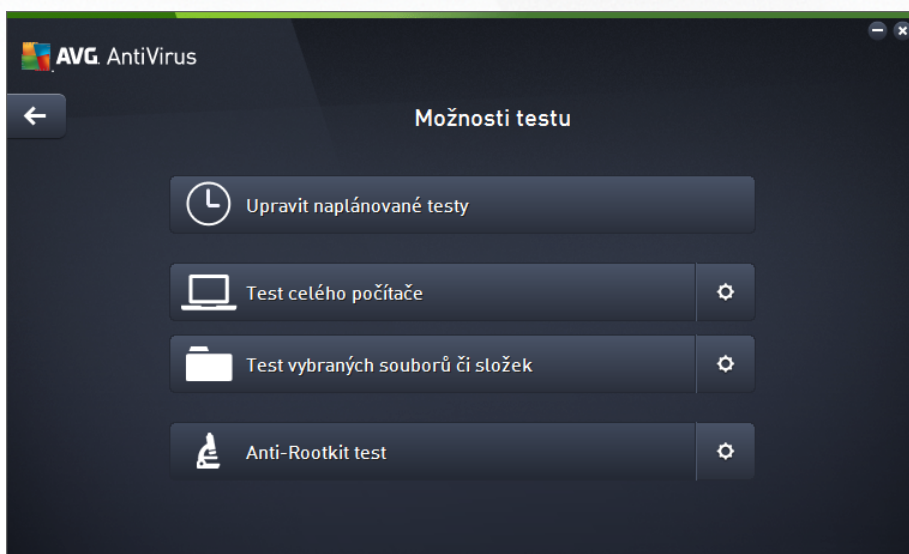 AVG. AntiVirus
Možnosti testu
Upravit naplánované testy
Test celého počítače
Test vybraných souborů či složek
Anti-Rootkit test